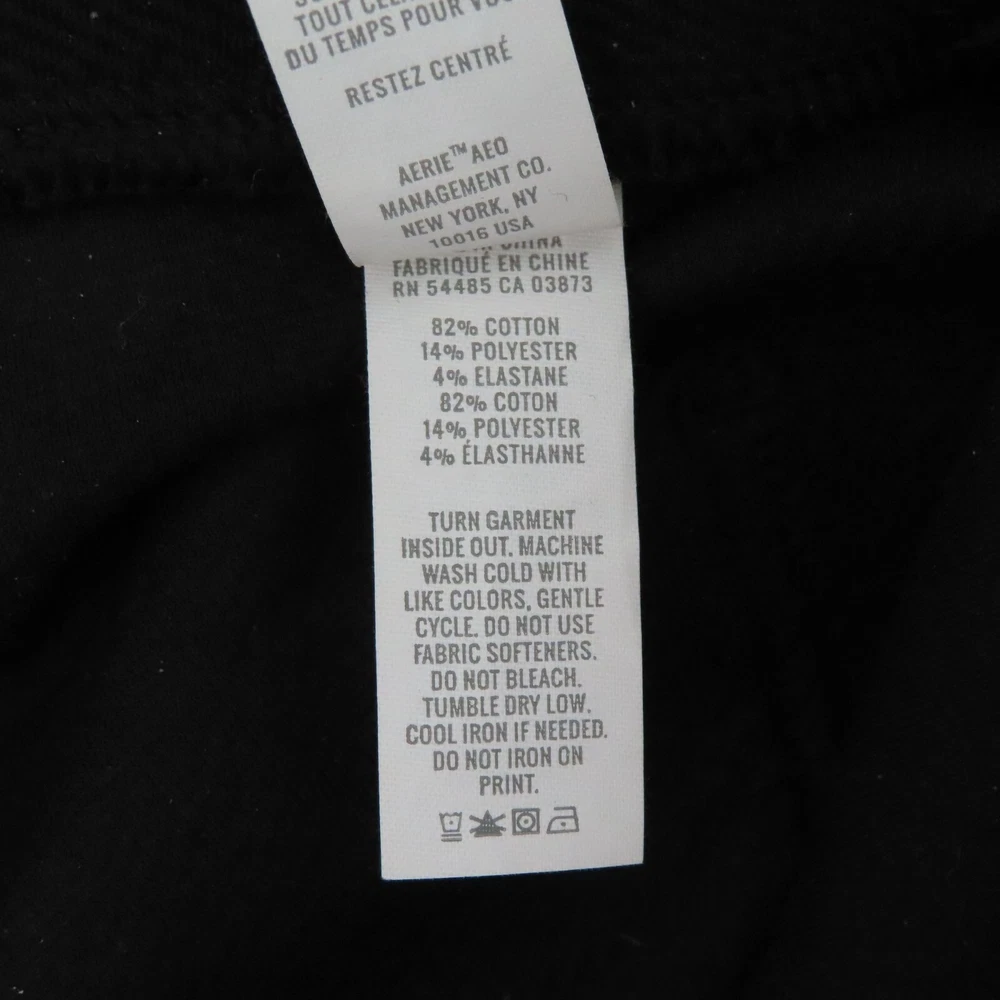 TOUT
DU TEMPS POUR
RESTEZ CENTRÉ
AERIE™ AEO
MANAGEMENT CO.
NEW YORK, NY
10016 USA
CHINA
FABRIQUÉ EN CHINE
RN 54485 CA 03873
82% COTTON
14% POLYESTER
4% ELASTANE
82% COTON
14% POLYESTER
4% ÉLASTHANNE
TURN GARMENT
INSIDE OUT. MACHINE
WASH COLD WITH
LIKE COLORS, GENTLE
CYCLE. DO NOT USE
FABRIC SOFTENERS.
DO NOT BLEACH.
TUMBLE DRY LOW.
COOL IRON IF NEEDED.
DO NOT IRON ON
PRINT.